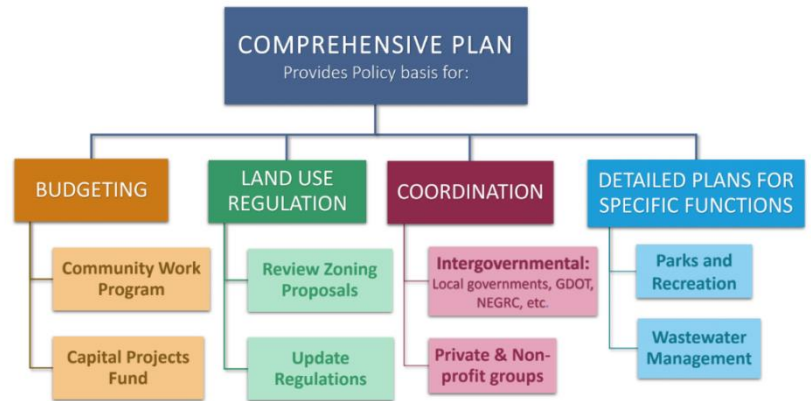 COMPREHENSIVE PLAN
Provides Policy basis for:
BUDGETING
Community Work
Program
Capital Projects
Fund
LAND USE
REGULATION
Review Zoning
Proposals
Update
Regulations
COORDINATION
Intergovernmental:
Local governments, GDOT,
NEGRC, etc.
Private & Non-
profit groups
DETAILED PLANS FOR
SPECIFIC FUNCTIONS
Parks and
Recreation
Wastewater
Management